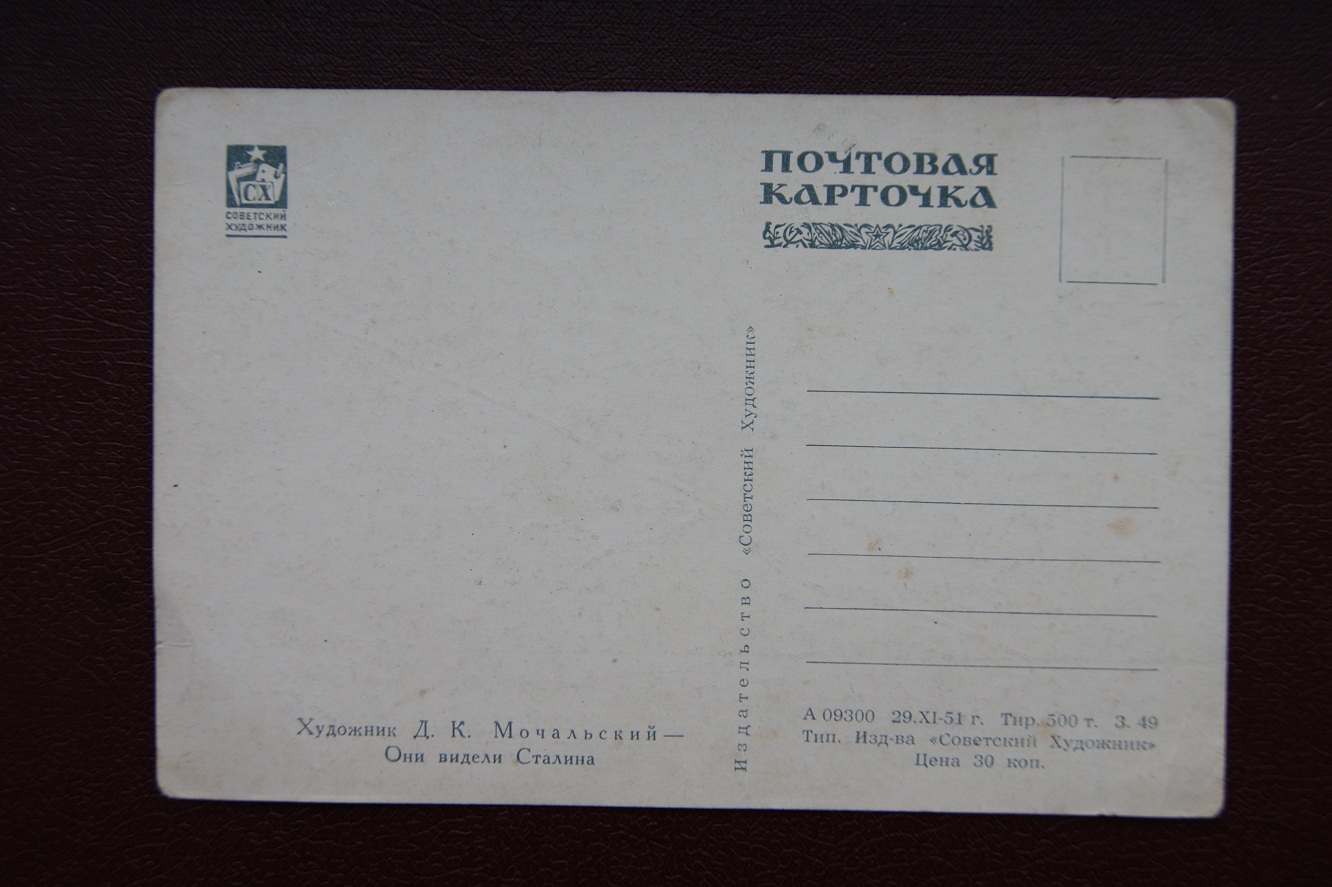 СХ
СОВЕТСКИЙ
ХУДОЖНИК
ПОЧТОВАЯ
КАРТОЧКА
Издательство «Советский Художник»
Художник Д. К. Мочальский —
Они видели Сталина
А 09300 29.XI-51 г. Тир. 500 т. З. 49
Тип. Изд-ва «Советский Художник»
Цена 30 коп.